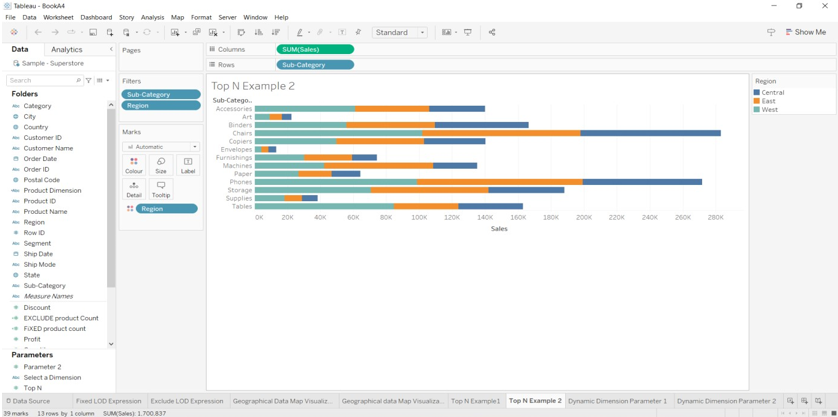 Tableau - BookA4
File Data Worksheet Dashboard Story Analysis Map Format Server Window Help
Standard
Show Me
Data Analytics
Sample - Superstore
Search
Folders
Category
City
Country
Customer ID
Customer Name
Order Date
Order ID
Postal Code
Product Dimension
Product ID
Product Name
Region
Row ID
Segment
Ship Date
Ship Mode
State
Sub-Category
Measure Names
Discount
EXCLUDE product Count
FiXED product count
Profit
Parameters
Parameter 2
Select a Dimension
Top N
Pages
Filters
Sub-Category
Region
Marks
Automatic
Colour Size Label
Detail Tooltip
Region
Columns SUM(Sales)
Rows Sub-Category
Top N Example 2
Sub-Catego..
Accessories
Art
Binders
Chairs
Copiers
Envelopes
Furnishings
Machines
Paper
Phones
Storage
Supplies
Tables
0K 20K 40K 60K 80K 100K 120K 140K 160K 180K 200K 220K 240K 260K 280K
Sales
Region
Central
East
West
Data Source Fixed LOD Expression Exclude LOD Expression Geographical Data Map Visualiz... Geographical data Map Visualiza... Top N Example1 Top N Example 2 Dynamic Dimension Parameter 1 Dynamic Dimension Parameter 2
39 marks 13 rows by 1 column SUM(Sales): 1,700,837